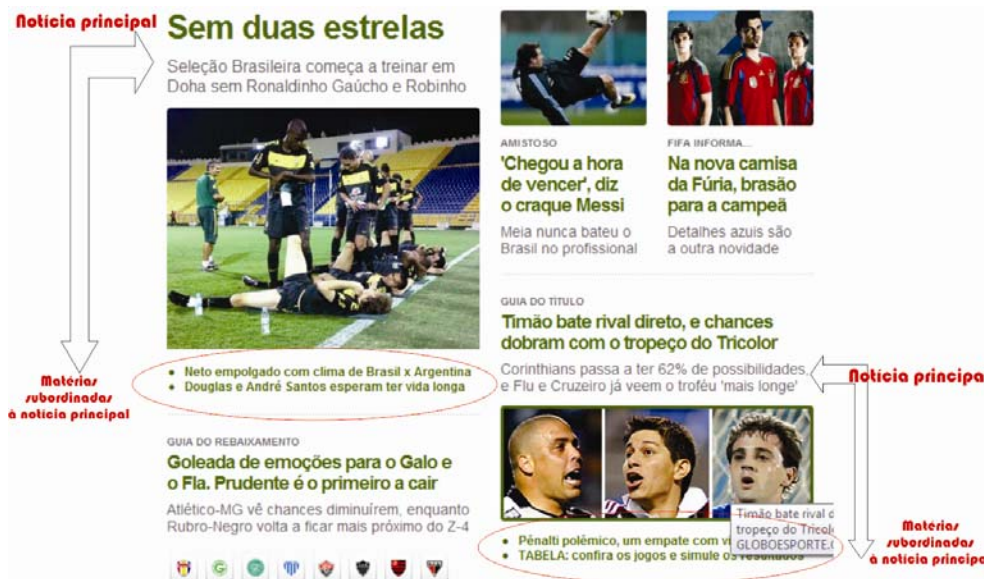 Notícia principal
Sem duas estrelas
Seleção Brasileira começa a treinar em
Doha sem Ronaldinho Gaúcho e Robinho
Neto empolgado com clima de Brasil x Argentina
Douglas e André Santos esperam ter vida longa
Matérias
subordinadas
à notícia principal
GUIA DO REBAIXAMENTO
Goleada de emoções para o Galo e
o Fla. Prudente é o primeiro a cair
Atlético-MG vê chances diminuírem, enquanto
Rubro-Negro volta a ficar mais próximo do Z-4
AMISTOSO
'Chegou a hora
de vencer', diz
o craque Messi
Meia nunca bateu o
Brasil no profissional
FIFA INFORMA...
Na nova camisa
da Fúria, brasão
para a campeã
Detalhes azuis são
a outra novidade
GUIA DO TÍTULO
Timão bate rival direto, e chances
dobram com o tropeço do Tricolor
Corinthians passa a ter 62% de possibilidades,
e Flu e Cruzeiro já veem o troféu 'mais longe'
Notícia principa
Timão bate rival d
tropeço do Tricolo
GLOBOESPORTE.
Pênalti polêmico, um empate com
TABELA: confira os jogos e simule os resultados
Matérias
subordinadas
à notícia principa